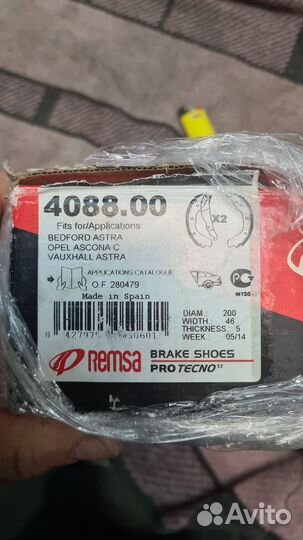 4088.00
Fits for/Applications:
BEDFORD ASTRA
OPEL ASCONA C
VAUXHALL ASTRA
X2
APPLICATIONS CATALOGUE
O.F. 280479
Made in Spain
DIAM.: 200
WIDTH: 46
THICKNESS: 5
WEEK: 05/14
REMSA
BRAKE SHOES
PRO TECNO
Avito